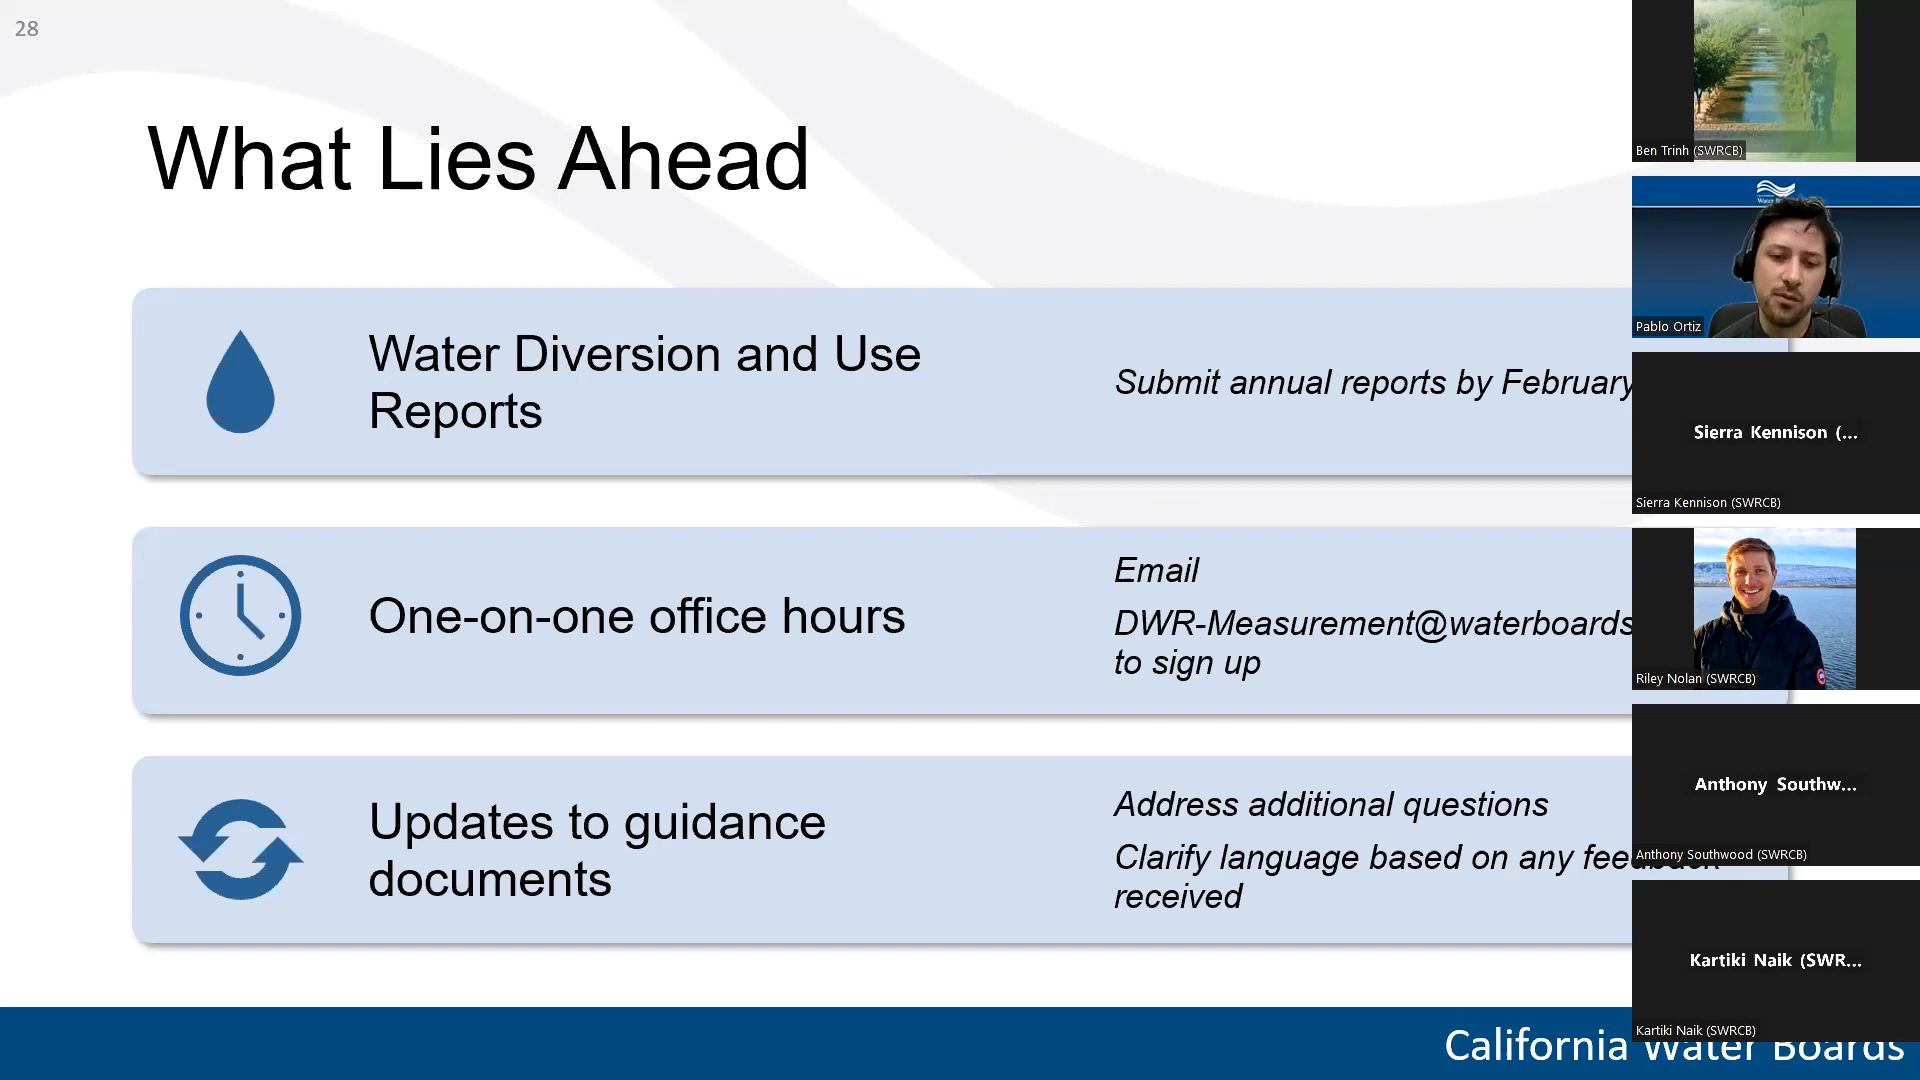 28
What Lies Ahead
Water Diversion and Use
Reports
Submit annual reports by February
One-on-one office hours
Email
DWR-Measurement@waterboards
to sign up
Updates to guidance
documents
Address additional questions
Clarify language based on any feedback
received
California Water Boards
Ben Trinh (SWRCB)
Pablo Ortiz
Sierra Kennison (...
Sierra Kennison (SWRCB)
Riley Nolan (SWRCB)
Anthony Southw...
Anthony Southwood (SWRCB)
Kartiki Naik (SWR...
Kartiki Naik (SWRCB)